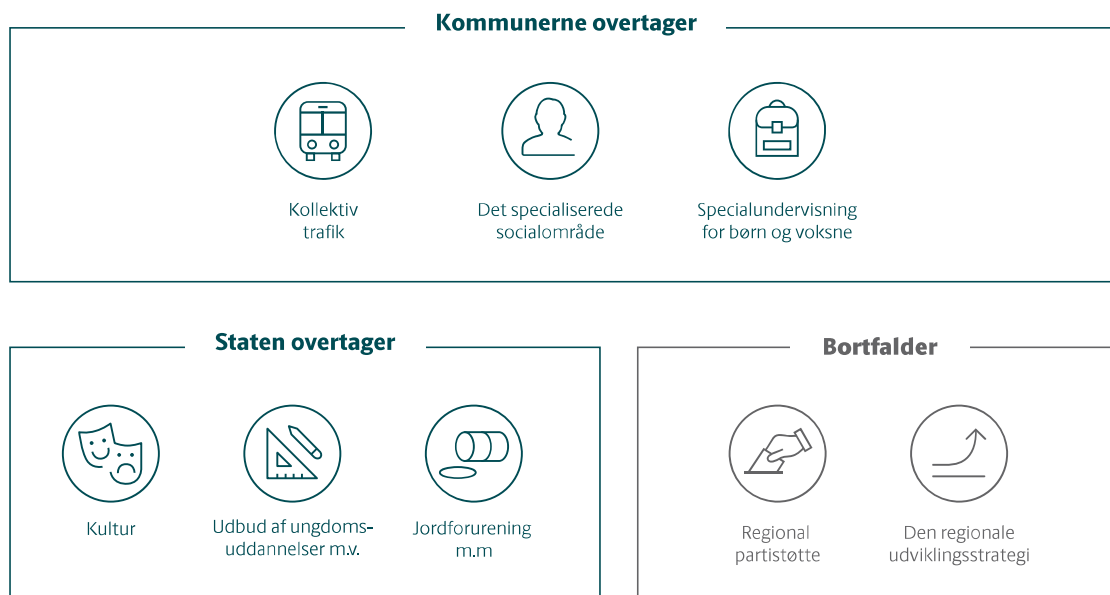 Kommunerne overtager
Kollektiv
trafik
Det specialiserede
socialområde
Specialundervisning
for børn og voksne
Staten overtager
Kultur
Udbud af ungdoms-
uddannelser m.v.
Jordforurening
m.m
Bortfalder
Regional
partistøtte
Den regionale
udviklingsstrategi